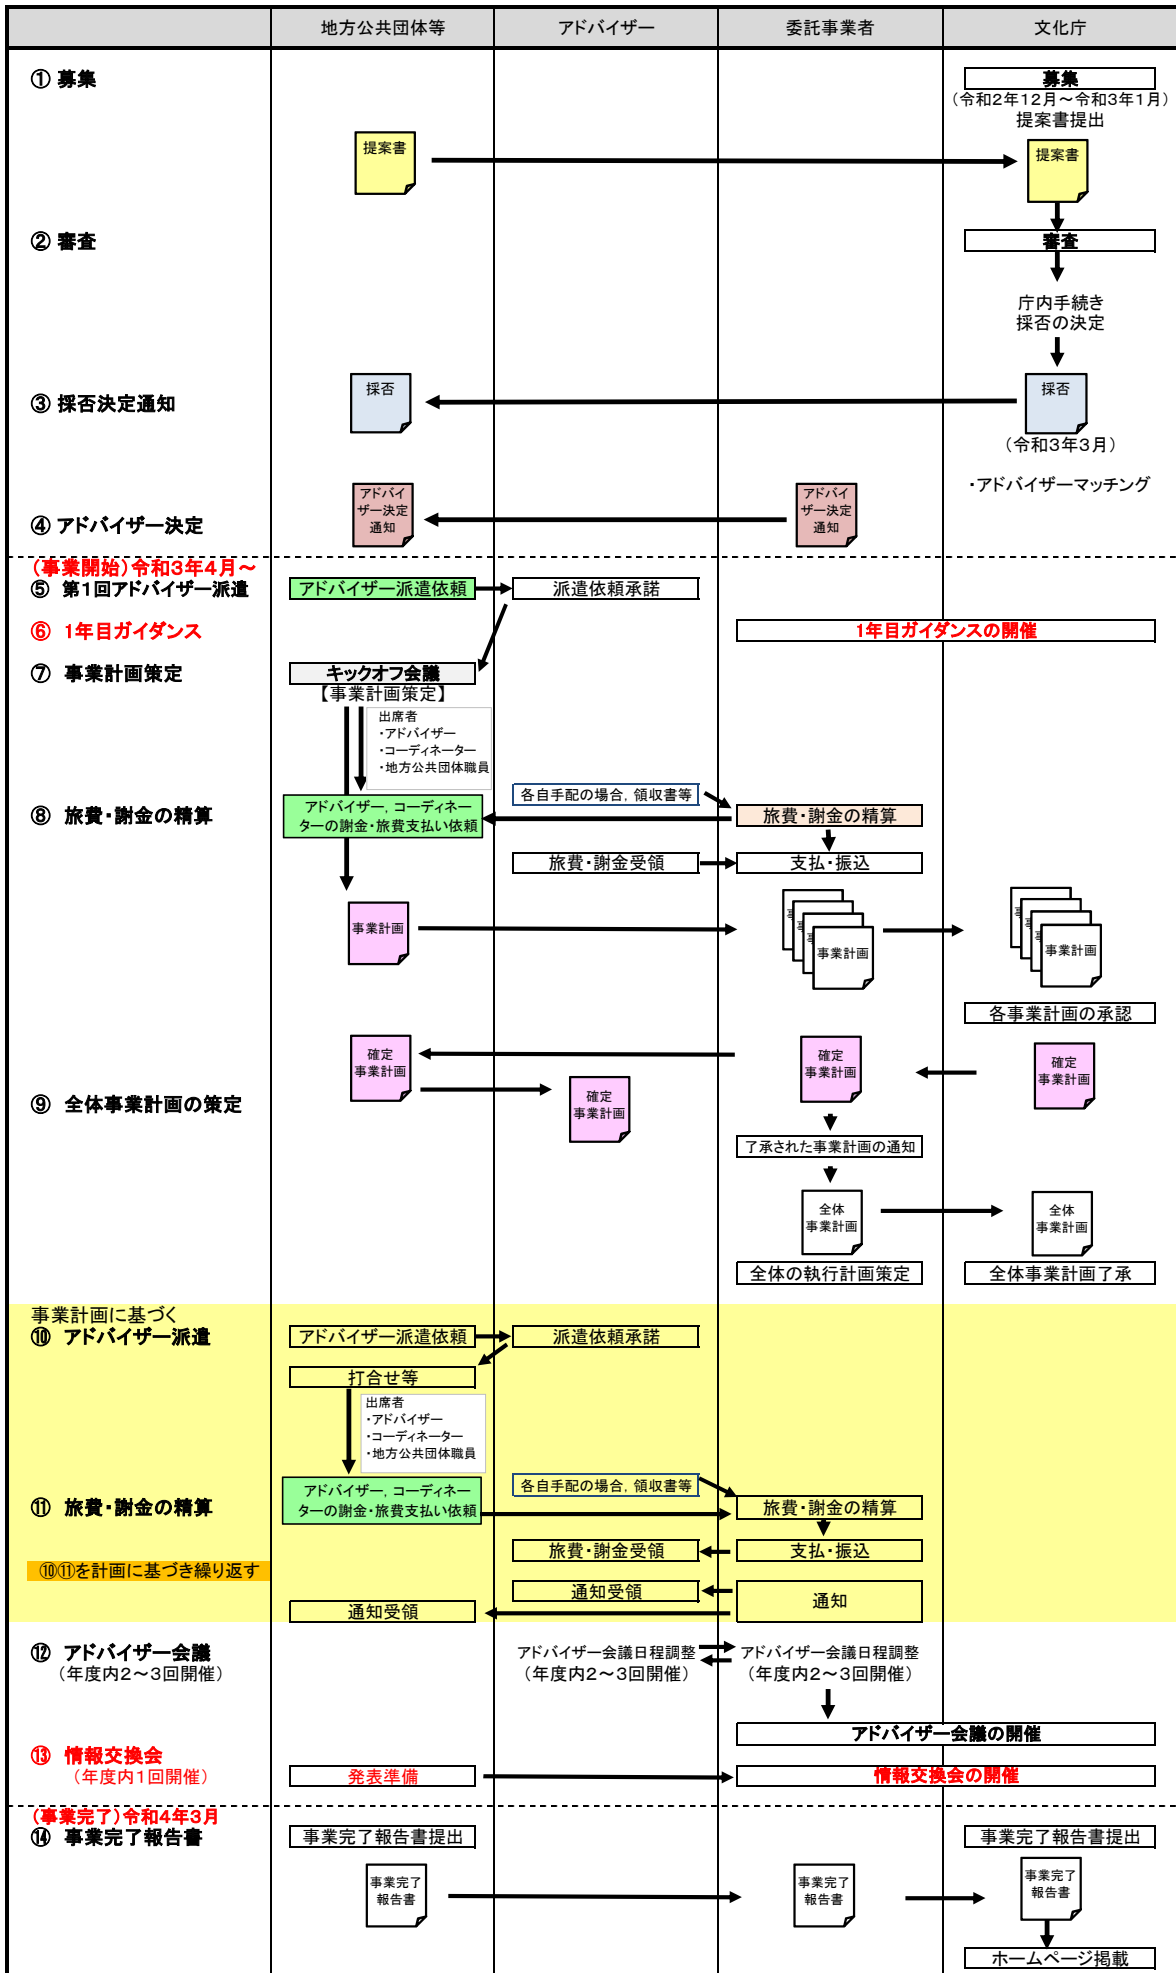 地方公共団体等
アドバイザー
委託事業者
文化庁
① 募集
募集
（令和2年12月～令和3年1月）
提案書提出
提案書
提案書
② 審査
審査
庁内手続き
採否の決定
③ 採否決定通知
採否
採否
（令和3年3月）
・アドバイザーマッチング
④ アドバイザー決定
アドバイ
ザー決定
通知
アドバイ
ザー決定
通知
（事業開始）令和3年4月～
⑤ 第1回アドバイザー派遣
アドバイザー派遣依頼
派遣依頼承諾
⑥ 1年目ガイダンス
1年目ガイダンスの開催
⑦ 事業計画策定
キックオフ会議
【事業計画策定】
出席者
・アドバイザー
・コーディネーター
・地方公共団体職員
⑧ 旅費・謝金の精算
アドバイザー，コーディネー
ターの謝金・旅費支払い依頼
各自手配の場合，領収書等
旅費・謝金の精算
旅費・謝金受領
支払・振込
事業計画
事業計画
事業計画
各事業計画の承認
確定
事業計画
確定
事業計画
確定
事業計画
確定
事業計画
⑨ 全体事業計画の策定
了承された事業計画の通知
全体
事業計画
全体
事業計画
全体の執行計画策定
全体事業計画了承
事業計画に基づく
⑩ アドバイザー派遣
アドバイザー派遣依頼
派遣依頼承諾
打合せ等
出席者
・アドバイザー
・コーディネーター
・地方公共団体職員
⑪ 旅費・謝金の精算
アドバイザー，コーディネー
ターの謝金・旅費支払い依頼
各自手配の場合，領収書等
旅費・謝金の精算
旅費・謝金受領
支払・振込
⑩⑪を計画に基づき繰り返す
通知受領
通知
通知受領
⑫ アドバイザー会議
（年度内2～3回開催）
アドバイザー会議日程調整
（年度内2～3回開催）
アドバイザー会議日程調整
（年度内2～3回開催）
アドバイザー会議の開催
⑬ 情報交換会
（年度内1回開催）
発表準備
情報交換会の開催
（事業完了）令和4年3月
⑭ 事業完了報告書
事業完了報告書提出
事業完了報告書提出
事業完了
報告書
事業完了
報告書
事業完了
報告書
ホームページ掲載